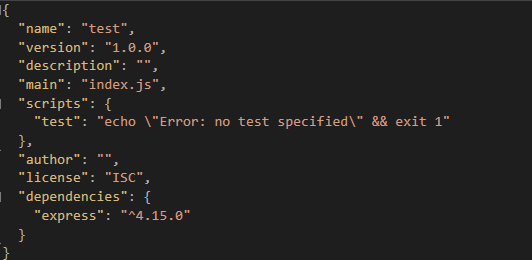 {
  "name": "test",
  "version": "1.0.0",
  "description": "",
  "main": "index.js",
  "scripts": {
    "test": "echo \"Error: no test specified\" && exit 1"
  },
  "author": "",
  "license": "ISC",
  "dependencies": {
    "express": "^4.15.0"
  }
}